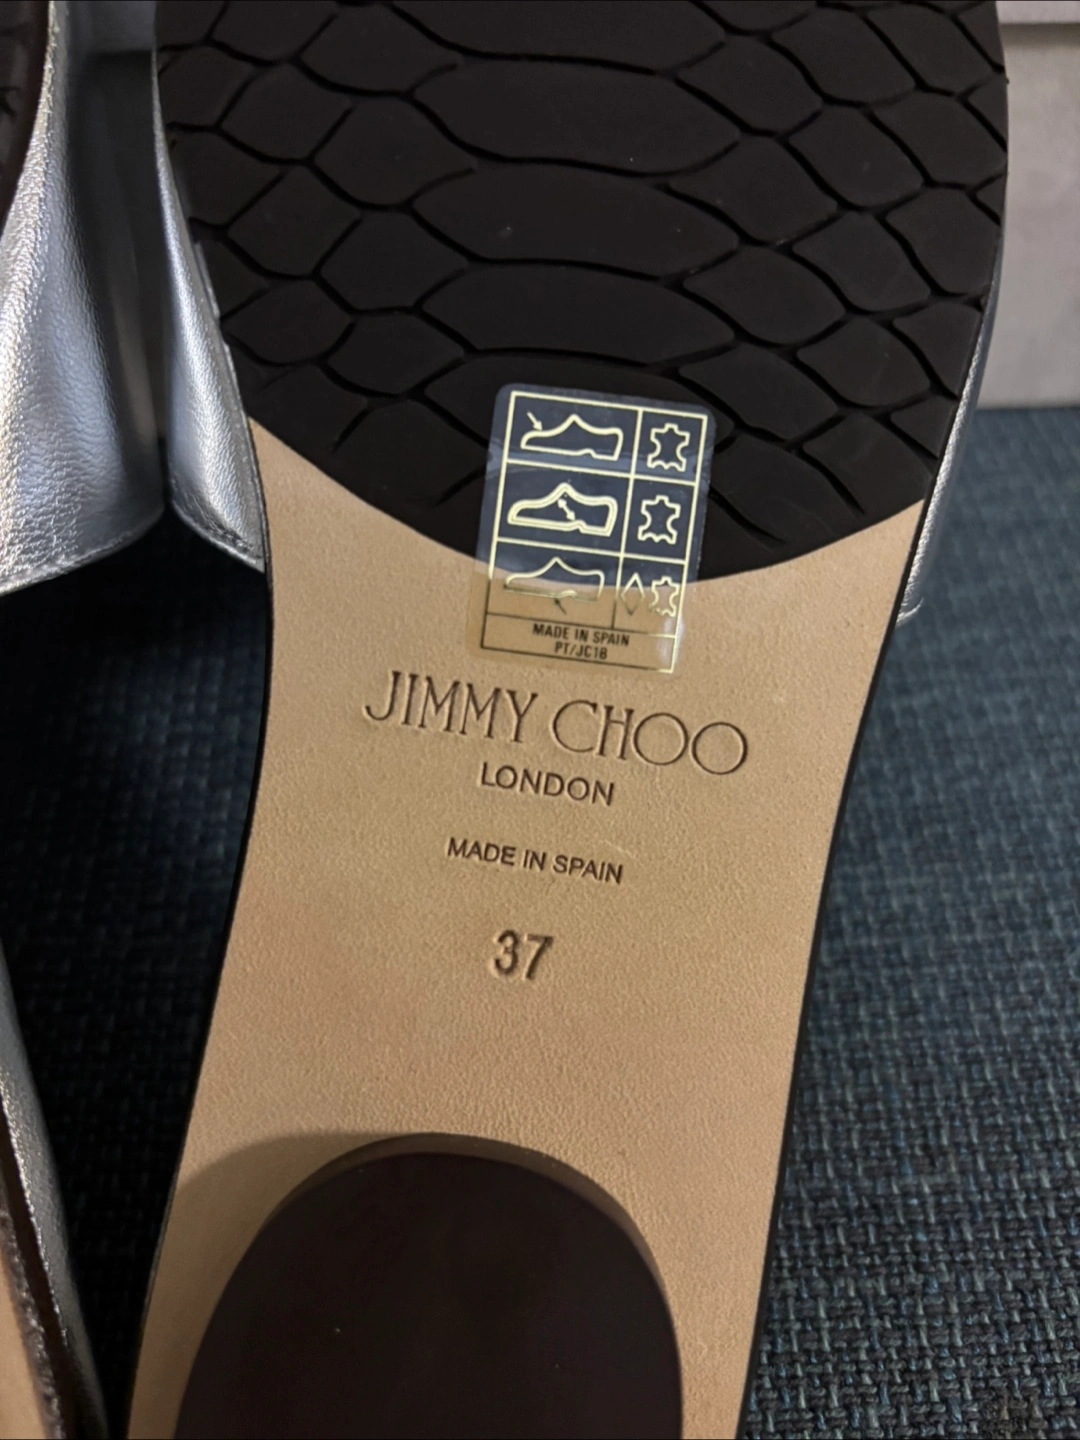 MADE IN SPAIN
PT/JC18
JIMMY CHOO
LONDON
MADE IN SPAIN
37